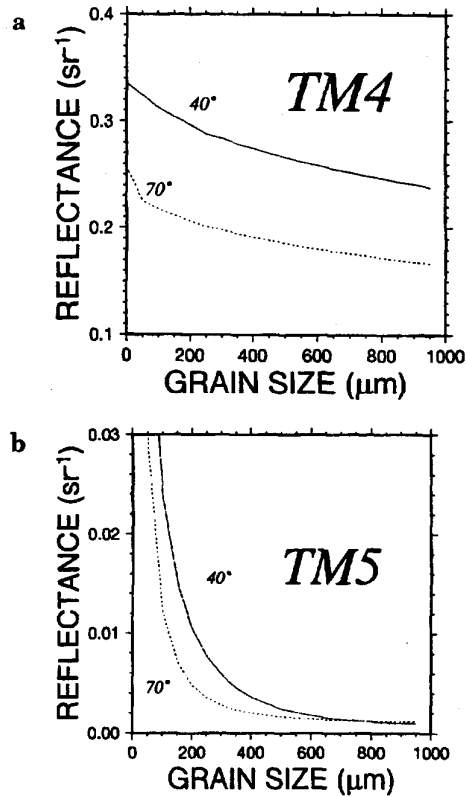 a
0.4
0.3
0.2
0.1
REFLECTANCE (sr⁻¹)
40°
TM4
70°
0 200 400 600 800 1000
GRAIN SIZE (μm)
b
0.03
0.02
0.01
0.00
REFLECTANCE (sr⁻¹)
40°
TM5
70°
0 200 400 600 800 1000
GRAIN SIZE (μm)